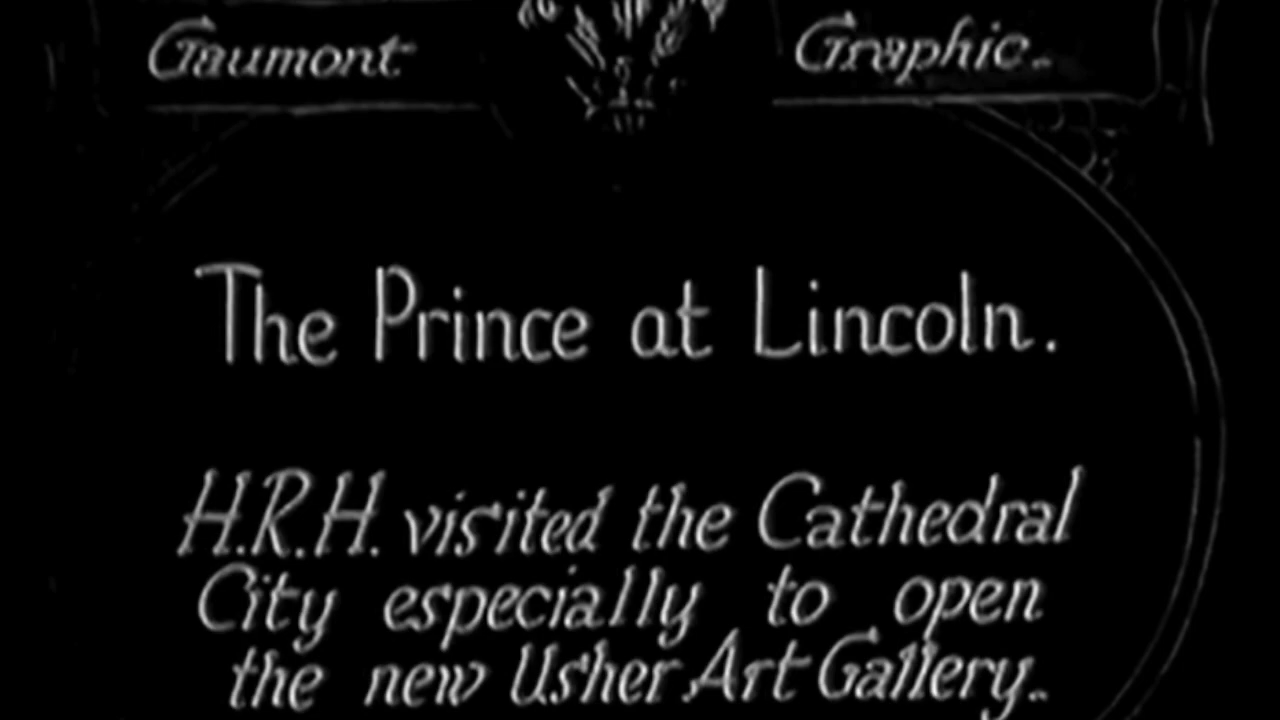 Gaumont Graphic.
The Prince at Lincoln.
H.R.H. visited the Cathedral
City especially to open
the new Usher Art Gallery.